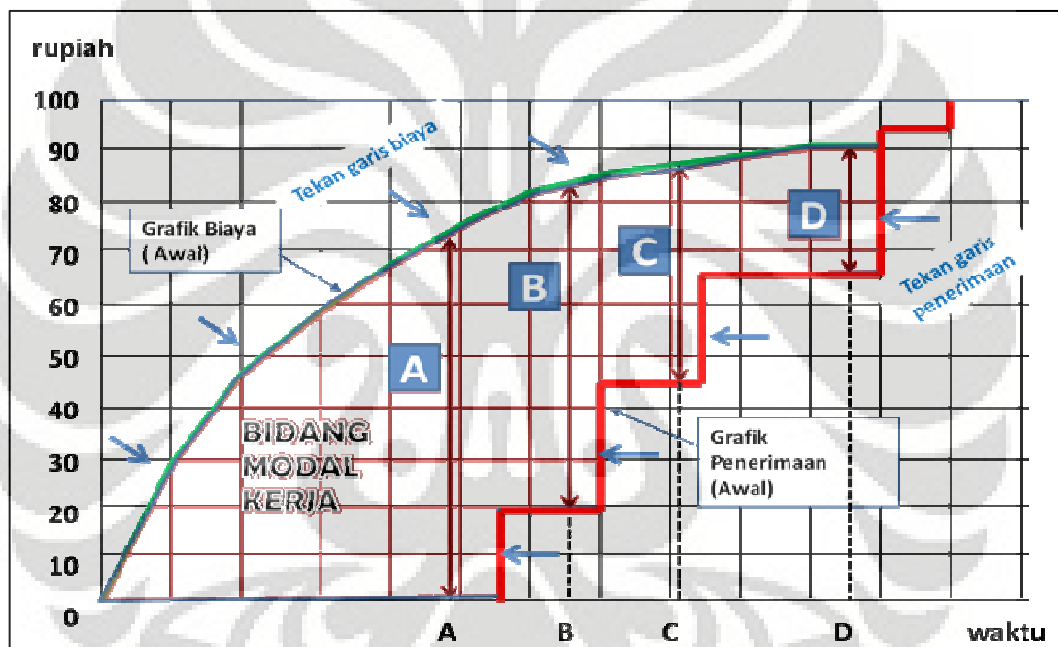 rupiah
100
90
80
70
60
50
40
30
20
10
0
Tekan garis biaya
Grafik Biaya
( Awal)
A
B
C
D
Tekan garis
penerimaan
BIDANG
MODAL
KERJA
Grafik
Penerimaan
(Awal)
A
B
C
D
waktu